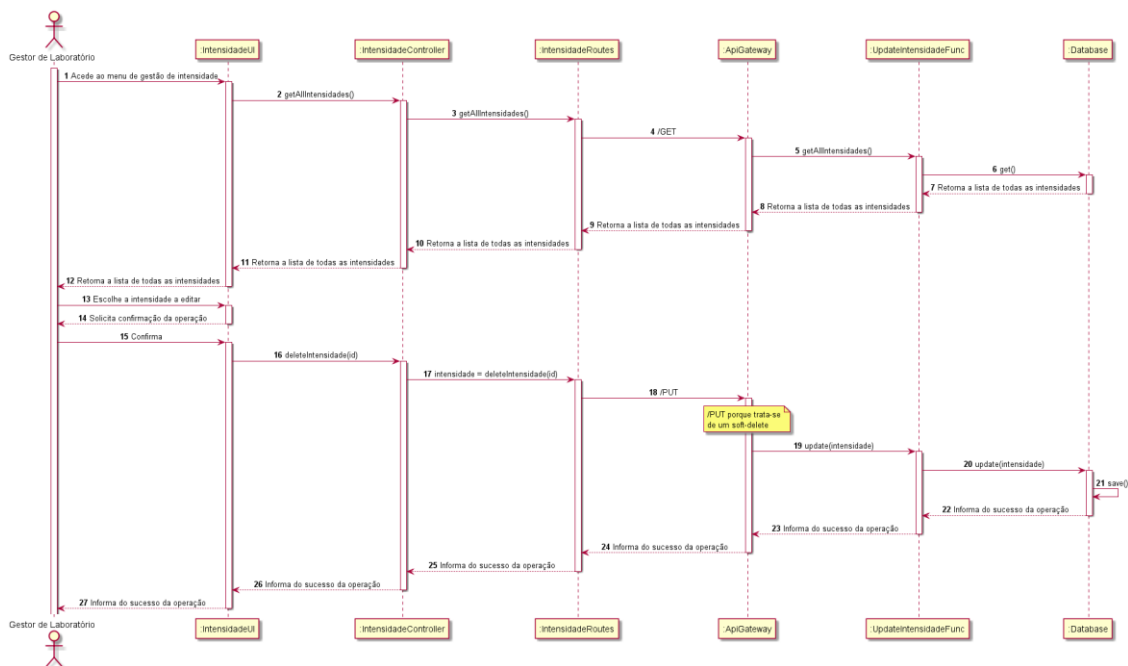 Gestor de Laboratório
:IntensidadeUI
:IntensidadeController
:IntensidadeRoutes
:ApiGateway
:UpdateIntensidadeFunc
:Database
1 Acede ao menu de gestão de intensidade
2 getAllIntensidades()
3 getAllIntensidades()
4 /GET
5 getAllIntensidades()
6 get()
7 Retorna a lista de todas as intensidades
8 Retorna a lista de todas as intensidades
9 Retorna a lista de todas as intensidades
10 Retorna a lista de todas as intensidades
11 Retorna a lista de todas as intensidades
12 Retorna a lista de todas as intensidades
13 Escolhe a intensidade a editar
14 Solicita confirmação da operação
15 Confirma
16 deleteIntensidade(id)
17 intensidade = deleteIntensidade(id)
18 /PUT
/PUT porque trata-se
de um soft-delete
19 update(intensidade)
20 update(intensidade)
21 save()
22 Informa do sucesso da operação
23 Informa do sucesso da operação
24 Informa do sucesso da operação
25 Informa do sucesso da operação
26 Informa do sucesso da operação
27 Informa do sucesso da operação
Gestor de Laboratório
:IntensidadeUI
:IntensidadeController
:IntensidadeRoutes
:ApiGateway
:UpdateIntensidadeFunc
:Database